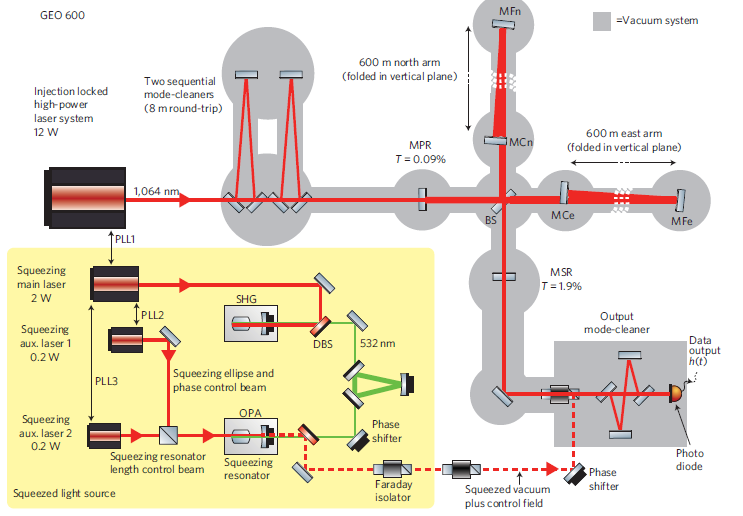 GEO 600
MFn
=Vacuum system
600 m north arm
(folded in vertical plane)
Two sequential
mode-cleaners
(8 m round-trip)
Injection locked
high-power
laser system
12 W
MCn
600 m east arm
(folded in vertical plane)
MPR
T = 0.09%
1,064 nm
BS
MCe
MFe
PLL1
Squeezing
main laser
2 W
MSR
T = 1.9%
SHG
PLL2
Squeezing
aux. laser 1
0.2 W
DBS
532 nm
Output
mode-cleaner
Data
output
h(t)
PLL3
Squeezing ellipse and
phase control beam
Squeezing
aux. laser 2
0.2 W
OPA
Phase
shifter
Squeezing resonator
length control beam
Squeezing
resonator
Photo
diode
Faraday
isolator
Squeezed vacuum
plus control field
Phase
shifter
Squeezed light source